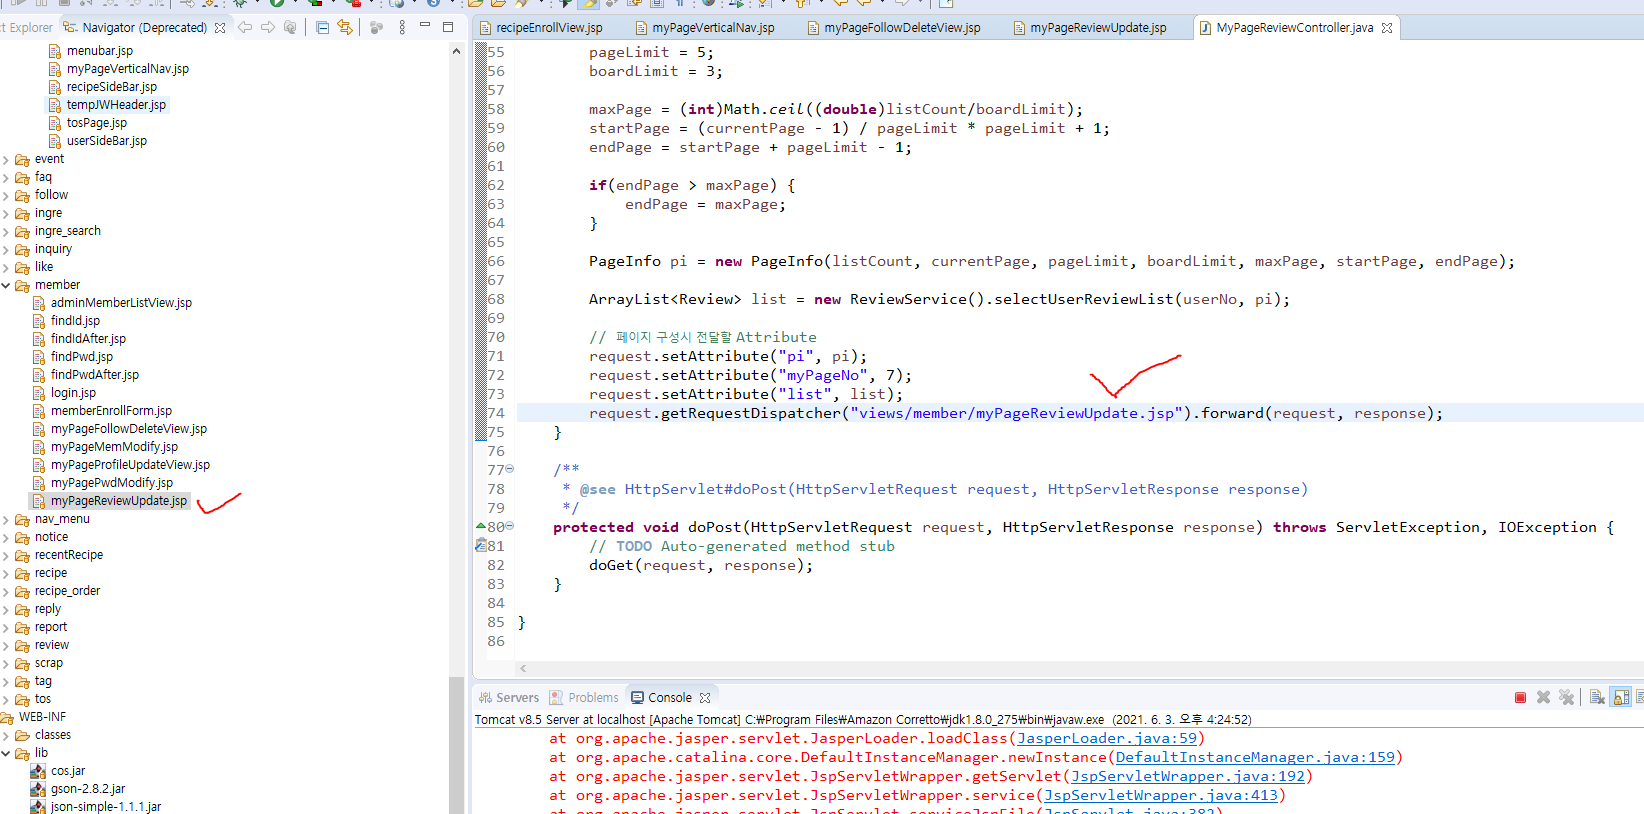 ct Explorer
Navigator (Deprecated)
menubar.jsp
myPageVerticalNav.jsp
recipeSideBar.jsp
tempJWHeader.jsp
tosPage.jsp
userSideBar.jsp
event
faq
follow
ingre
ingre_search
inquiry
like
member
adminMemberListView.jsp
findId.jsp
findIdAfter.jsp
findPwd.jsp
findPwdAfter.jsp
login.jsp
memberEnrollForm.jsp
myPageFollowDeleteView.jsp
myPageMemModify.jsp
myPageProfileUpdateView.jsp
myPagePwdModify.jsp
myPageReviewUpdate.jsp
nav_menu
notice
recentRecipe
recipe
recipe_order
reply
report
review
scrap
tag
tos
WEB-INF
classes
lib
cos.jar
gson-2.8.2.jar
json-simple-1.1.1.jar
recipeEnrollView.jsp
myPageVerticalNav.jsp
myPageFollowDeleteView.jsp
myPageReviewUpdate.jsp
MyPageReviewController.java
55 pageLimit = 5;
56 boardLimit = 3;
57
58 maxPage = (int)Math.ceil((double)listCount/boardLimit);
59 startPage = (currentPage - 1) / pageLimit * pageLimit + 1;
60 endPage = startPage + pageLimit - 1;
61
62 if(endPage > maxPage) {
63 endPage = maxPage;
64 }
65
66 PageInfo pi = new PageInfo(listCount, currentPage, pageLimit, boardLimit, maxPage, startPage, endPage);
67
68 ArrayList<Review> list = new ReviewService().selectUserReviewList(userNo, pi);
69
70 // 페이지 구성시 전달할 Attribute
71 request.setAttribute("pi", pi);
72 request.setAttribute("myPageNo", 7);
73 request.setAttribute("list", list);
74 request.getRequestDispatcher("views/member/myPageReviewUpdate.jsp").forward(request, response);
75 }
76
77 /**
78 * @see HttpServlet#doPost(HttpServletRequest request, HttpServletResponse response)
79 */
80 protected void doPost(HttpServletRequest request, HttpServletResponse response) throws ServletException, IOException {
81 // TODO Auto-generated method stub
82 doGet(request, response);
83 }
84
85 }
86
Servers
Problems
Console
Tomcat v8.5 Server at localhost [Apache Tomcat] C:₩Program Files₩Amazon Corretto₩jdk1.8.0_275₩bin₩javaw.exe (2021. 6. 3. 오후 4:24:52)
at org.apache.jasper.servlet.JasperLoader.loadClass(JasperLoader.java:59)
at org.apache.catalina.core.DefaultInstanceManager.newInstance(DefaultInstanceManager.java:159)
at org.apache.jasper.servlet.JspServletWrapper.getServlet(JspServletWrapper.java:192)
at org.apache.jasper.servlet.JspServletWrapper.service(JspServletWrapper.java:413)
at org.apache.jasper.servlet.JspServlet.serviceJspFile(JspServlet.java:382)